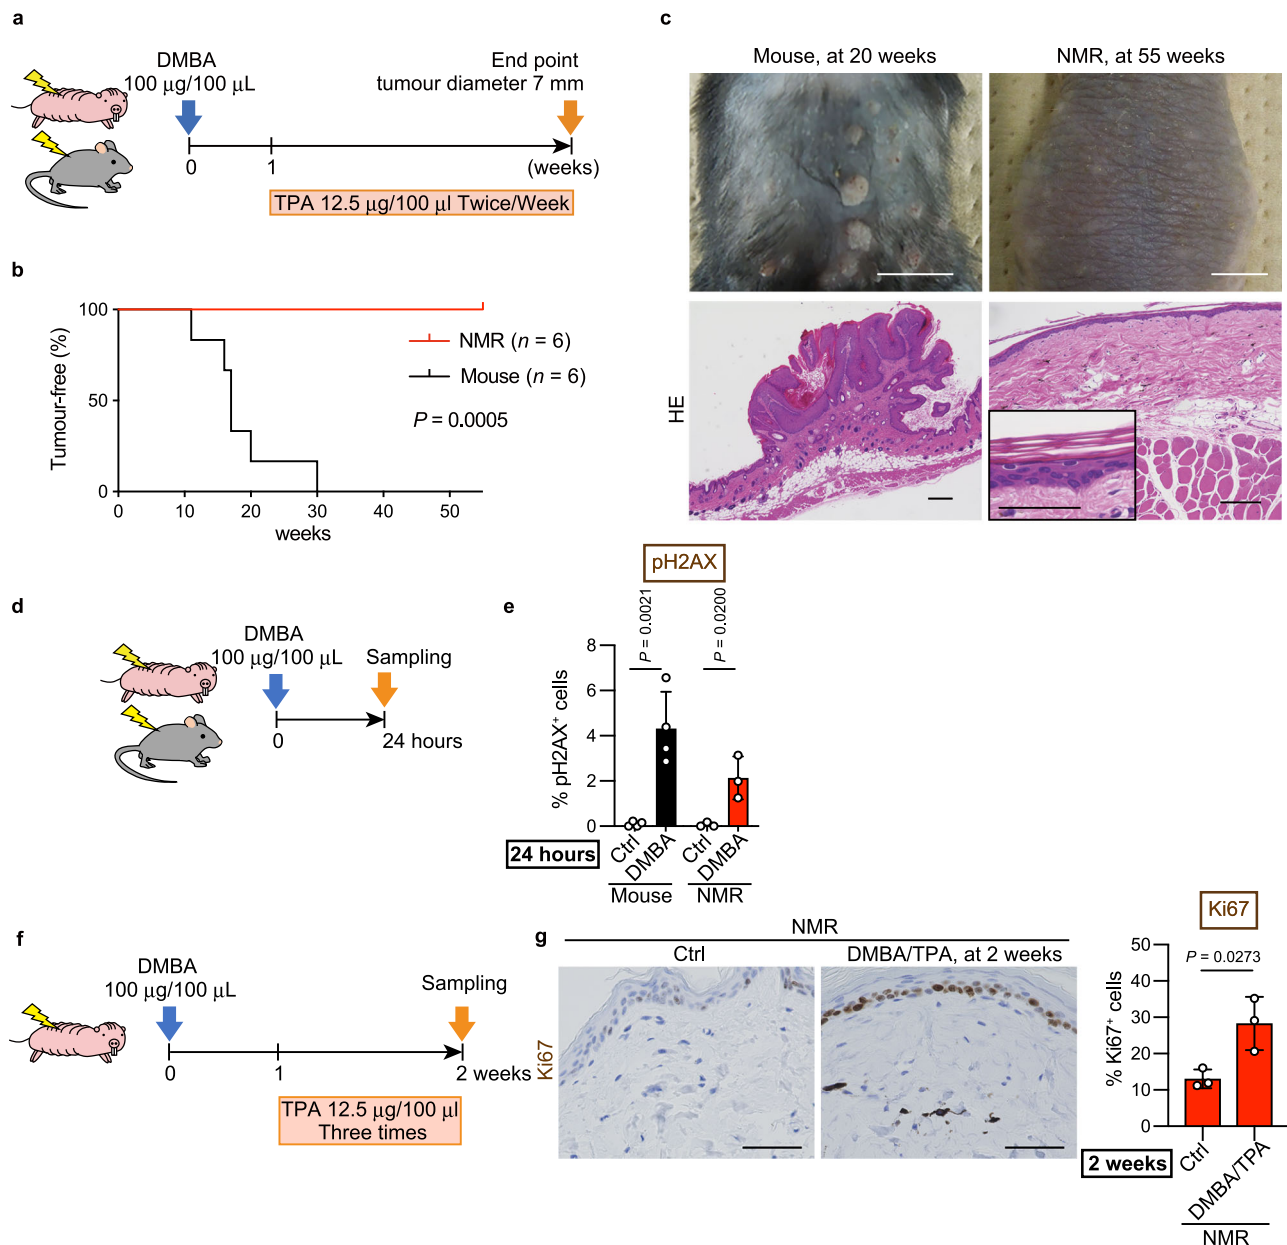 a
DMBA
100 µg/100 µL
End point
tumour diameter 7 mm
0
1
(weeks)
TPA 12.5 µg/100 µl Twice/Week
b
Tumour-free (%)
100
50
0
0 10 20 30 40 50
weeks
NMR (n = 6)
Mouse (n = 6)
P = 0.0005
c
Mouse, at 20 weeks
NMR, at 55 weeks
HE
d
DMBA
100 µg/100 µL
Sampling
0
24 hours
e
pH2AX
P = 0.0021
P = 0.0200
% pH2AX⁺ cells
8
6
4
2
0
24 hours
Ctrl
DMBA
Ctrl
DMBA
Mouse
NMR
f
DMBA
100 µg/100 µL
Sampling
0
1
2 weeks
TPA 12.5 µg/100 µl
Three times
g
NMR
Ctrl
DMBA/TPA, at 2 weeks
Ki67
Ki67
P = 0.0273
% Ki67⁺ cells
50
40
30
20
10
0
2 weeks
Ctrl
DMBA/TPA
NMR